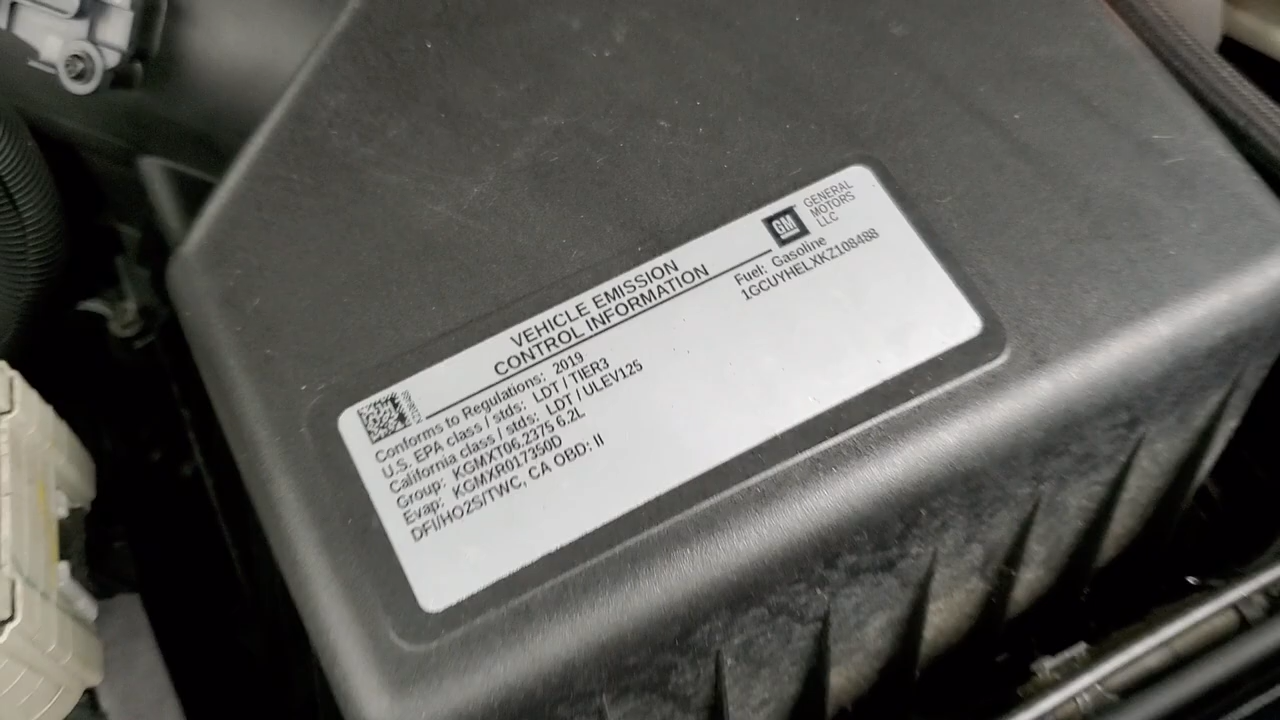 VEHICLE EMISSION
CONTROL INFORMATION
GM
GENERAL
MOTORS
LLC
Fuel: Gasoline
1GCUYHELXKZ108488
Conforms to Regulations: 2019
U.S. EPA class / stds: LDT / TIER3
California class / stds: LDT / ULEV125
Group: KGMXT06.2375 6.2L
Evap: KGMXR017350D
DFI/HO2S/TWC, CA OBD: II